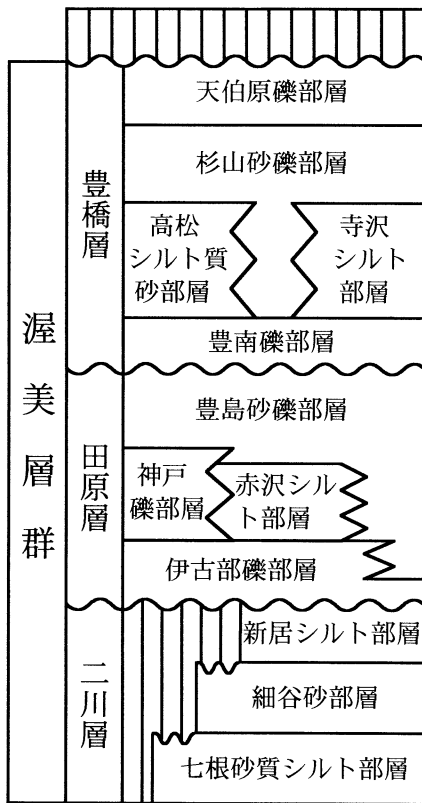 渥美層群
豊橋層
天伯原礫部層
杉山砂礫部層
高松
シルト質
砂部層
寺沢
シルト
部層
豊南礫部層
田原層
豊島砂礫部層
神戸
礫部層
赤沢シル
ト部層
伊古部礫部層
二川層
新居シルト部層
細谷砂部層
七根砂質シルト部層